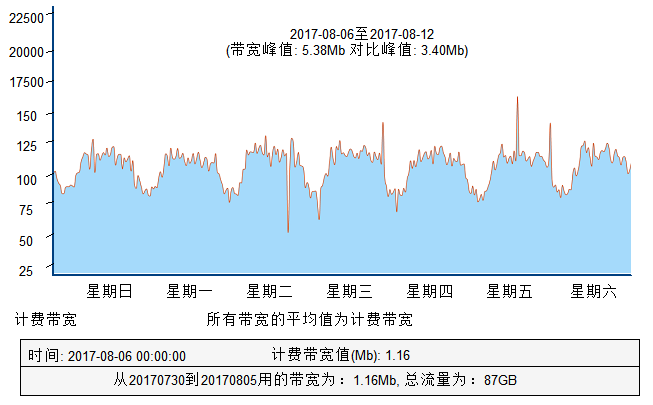 2017-08-06至2017-08-12
(带宽峰值: 5.38Mb 对比峰值: 3.40Mb)
22500
20000
17500
150
125
100
75
50
25
星期日 星期一 星期二 星期三 星期四 星期五 星期六
计费带宽 所有带宽的平均值为计费带宽
时间: 2017-08-06 00:00:00 计费带宽值(Mb): 1.16
从20170730到20170805用的带宽为：1.16Mb, 总流量为：87GB